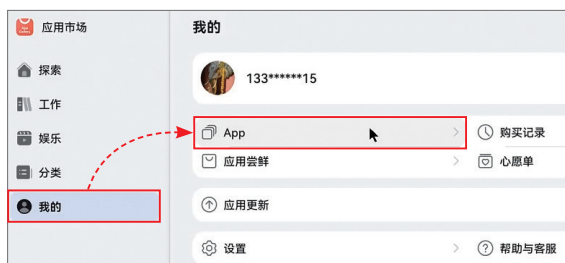 应用市场
探索
工作
娱乐
分类
我的
我的
133******15
App
购买记录
应用尝鲜
心愿单
应用更新
设置
帮助与客服